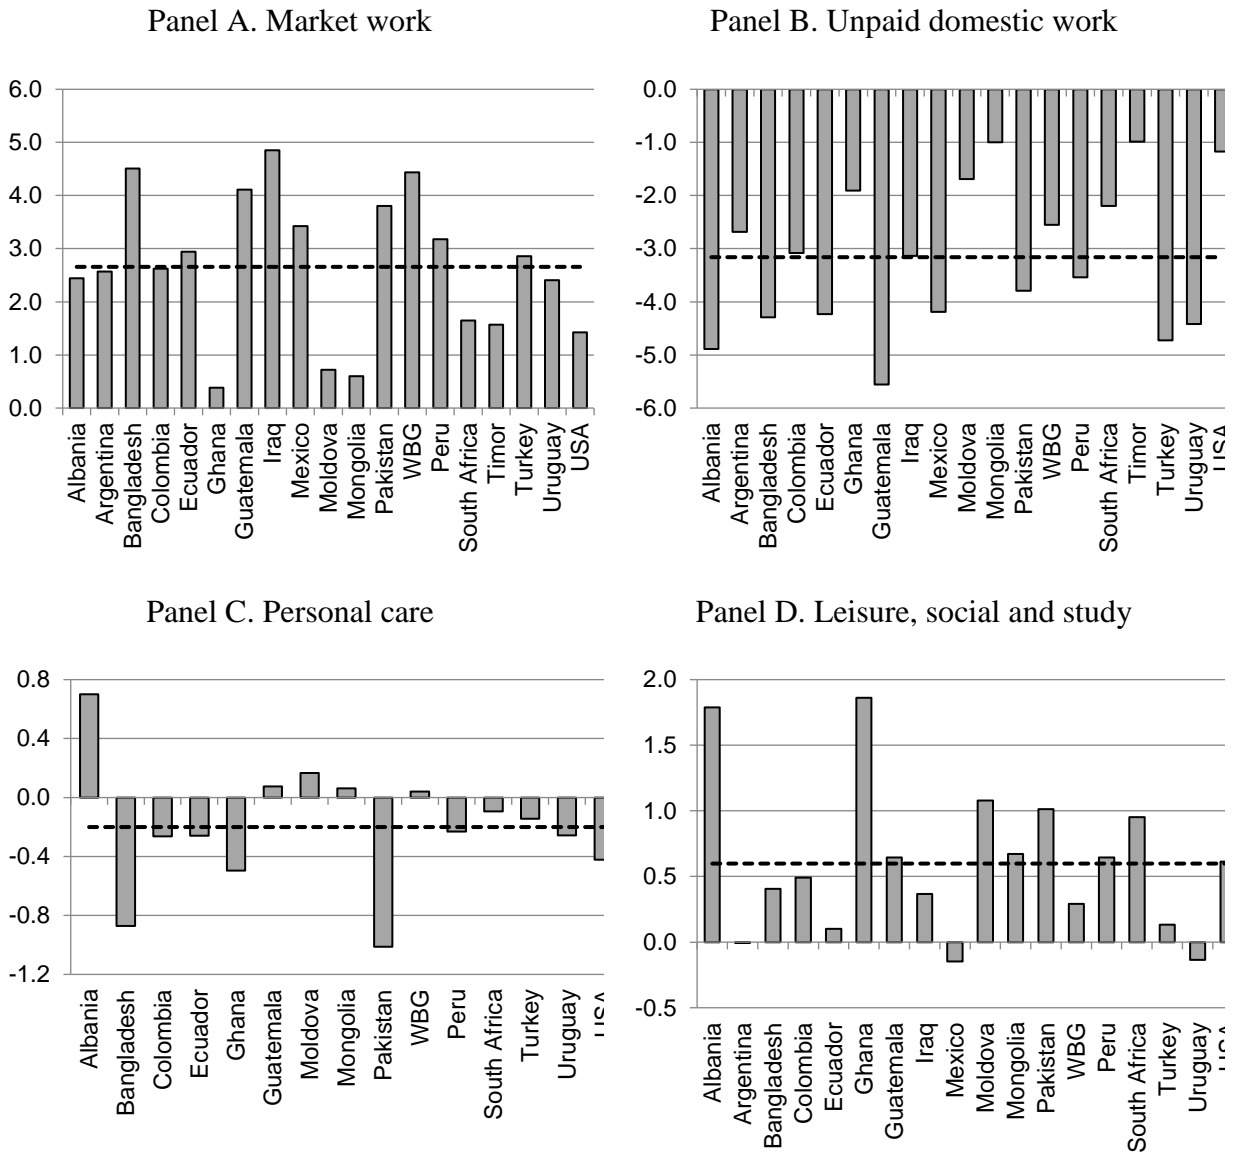 Panel A. Market work
6.0
5.0
4.0
3.0
2.0
1.0
0.0
Albania
Argentina
Bangladesh
Colombia
Ecuador
Ghana
Guatemala
Iraq
Mexico
Moldova
Mongolia
Pakistan
WBG
Peru
South Africa
Timor
Turkey
Uruguay
USA
Panel B. Unpaid domestic work
0.0
-1.0
-2.0
-3.0
-4.0
-5.0
-6.0
Albania
Argentina
Bangladesh
Colombia
Ecuador
Ghana
Guatemala
Iraq
Mexico
Moldova
Mongolia
Pakistan
WBG
Peru
South Africa
Timor
Turkey
Uruguay
USA
Panel C. Personal care
0.8
0.4
0.0
-0.4
-0.8
-1.2
Albania
Bangladesh
Colombia
Ecuador
Ghana
Guatemala
Moldova
Mongolia
Pakistan
WBG
Peru
South Africa
Turkey
Uruguay
USA
Panel D. Leisure, social and study
2.0
1.5
1.0
0.5
0.0
-0.5
Albania
Argentina
Bangladesh
Colombia
Ecuador
Ghana
Guatemala
Iraq
Mexico
Moldova
Mongolia
Pakistan
WBG
Peru
South Africa
Turkey
Uruguay